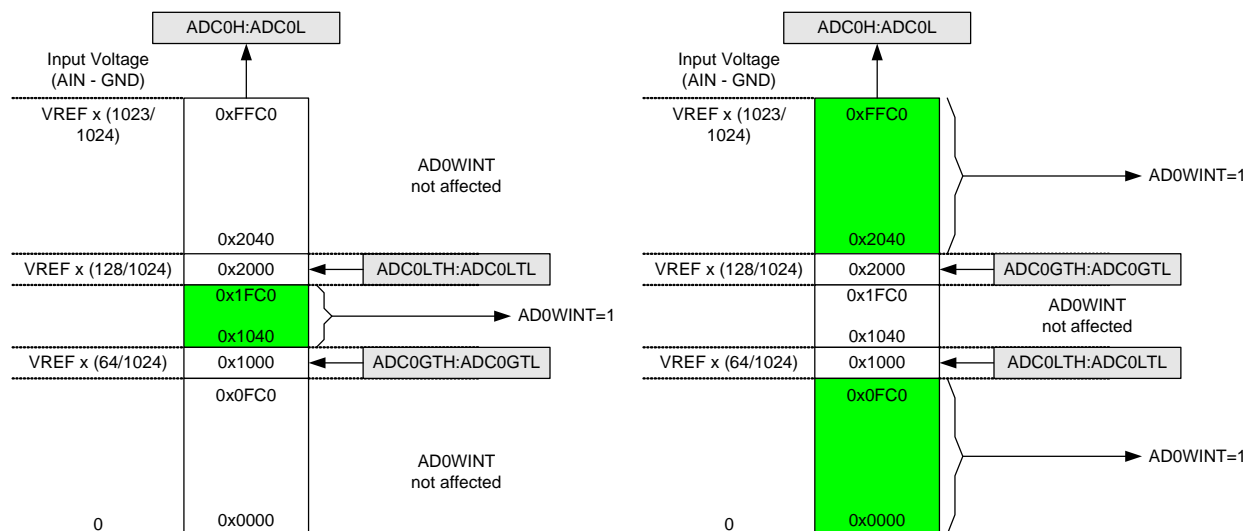 ADC0H:ADC0L
Input Voltage
(AIN - GND)
VREF x (1023/
1024)
0xFFC0
AD0WINT
not affected
0x2040
VREF x (128/1024)
0x2000
ADC0LTH:ADC0LTL
0x1FC0
AD0WINT=1
0x1040
VREF x (64/1024)
0x1000
ADC0GTH:ADC0GTL
0x0FC0
AD0WINT
not affected
0
0x0000
ADC0H:ADC0L
Input Voltage
(AIN - GND)
VREF x (1023/
1024)
0xFFC0
AD0WINT=1
0x2040
VREF x (128/1024)
0x2000
ADC0GTH:ADC0GTL
0x1FC0
AD0WINT
not affected
0x1040
VREF x (64/1024)
0x1000
ADC0LTH:ADC0LTL
0x0FC0
AD0WINT=1
0
0x0000